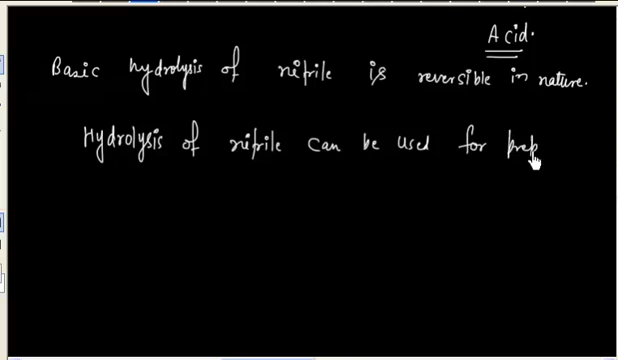 Acid.
Basic hydrolysis of nitrile is reversible in nature.
Hydrolysis of nitrile can be used for prep